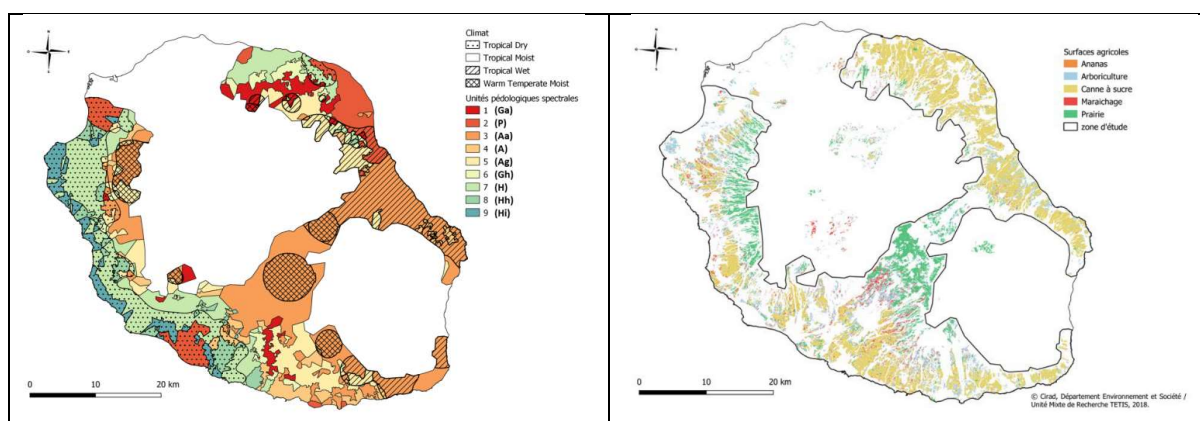 Climat
Tropical Dry
Tropical Moist
Tropical Wet
Warm Temperate Moist
Unités pédologiques spectrales
1 (Ga)
2 (P)
3 (Aa)
4 (A)
5 (Ag)
6 (Gh)
7 (H)
8 (Hh)
9 (Hi)
0 10 20 km
Surfaces agricoles
Ananas
Arboriculture
Canne à sucre
Maraichage
Prairie
zone d'étude
0 10 20 km
© Cirad, Département Environnement et Société /
Unité Mixte de Recherche TETIS, 2018.